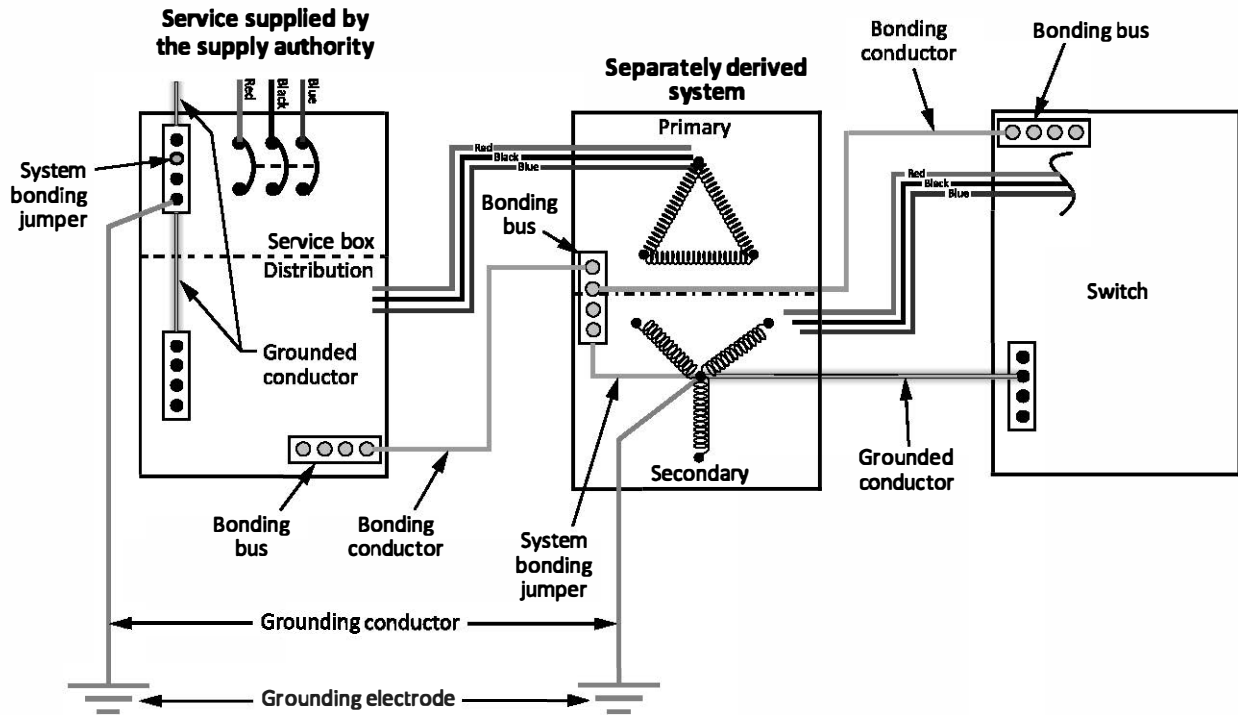 Service supplied by
the supply authority
Red
Black
Blue
System
bonding
jumper
Service box
Distribution
Grounded
conductor
Bonding
bus
Bonding
conductor
Red
Black
Blue
Separately derived
system
Primary
Bonding
bus
Secondary
System
bonding
jumper
Bonding
conductor
Bonding bus
Red
Black
Blue
Switch
Grounded
conductor
Grounding conductor
Grounding electrode